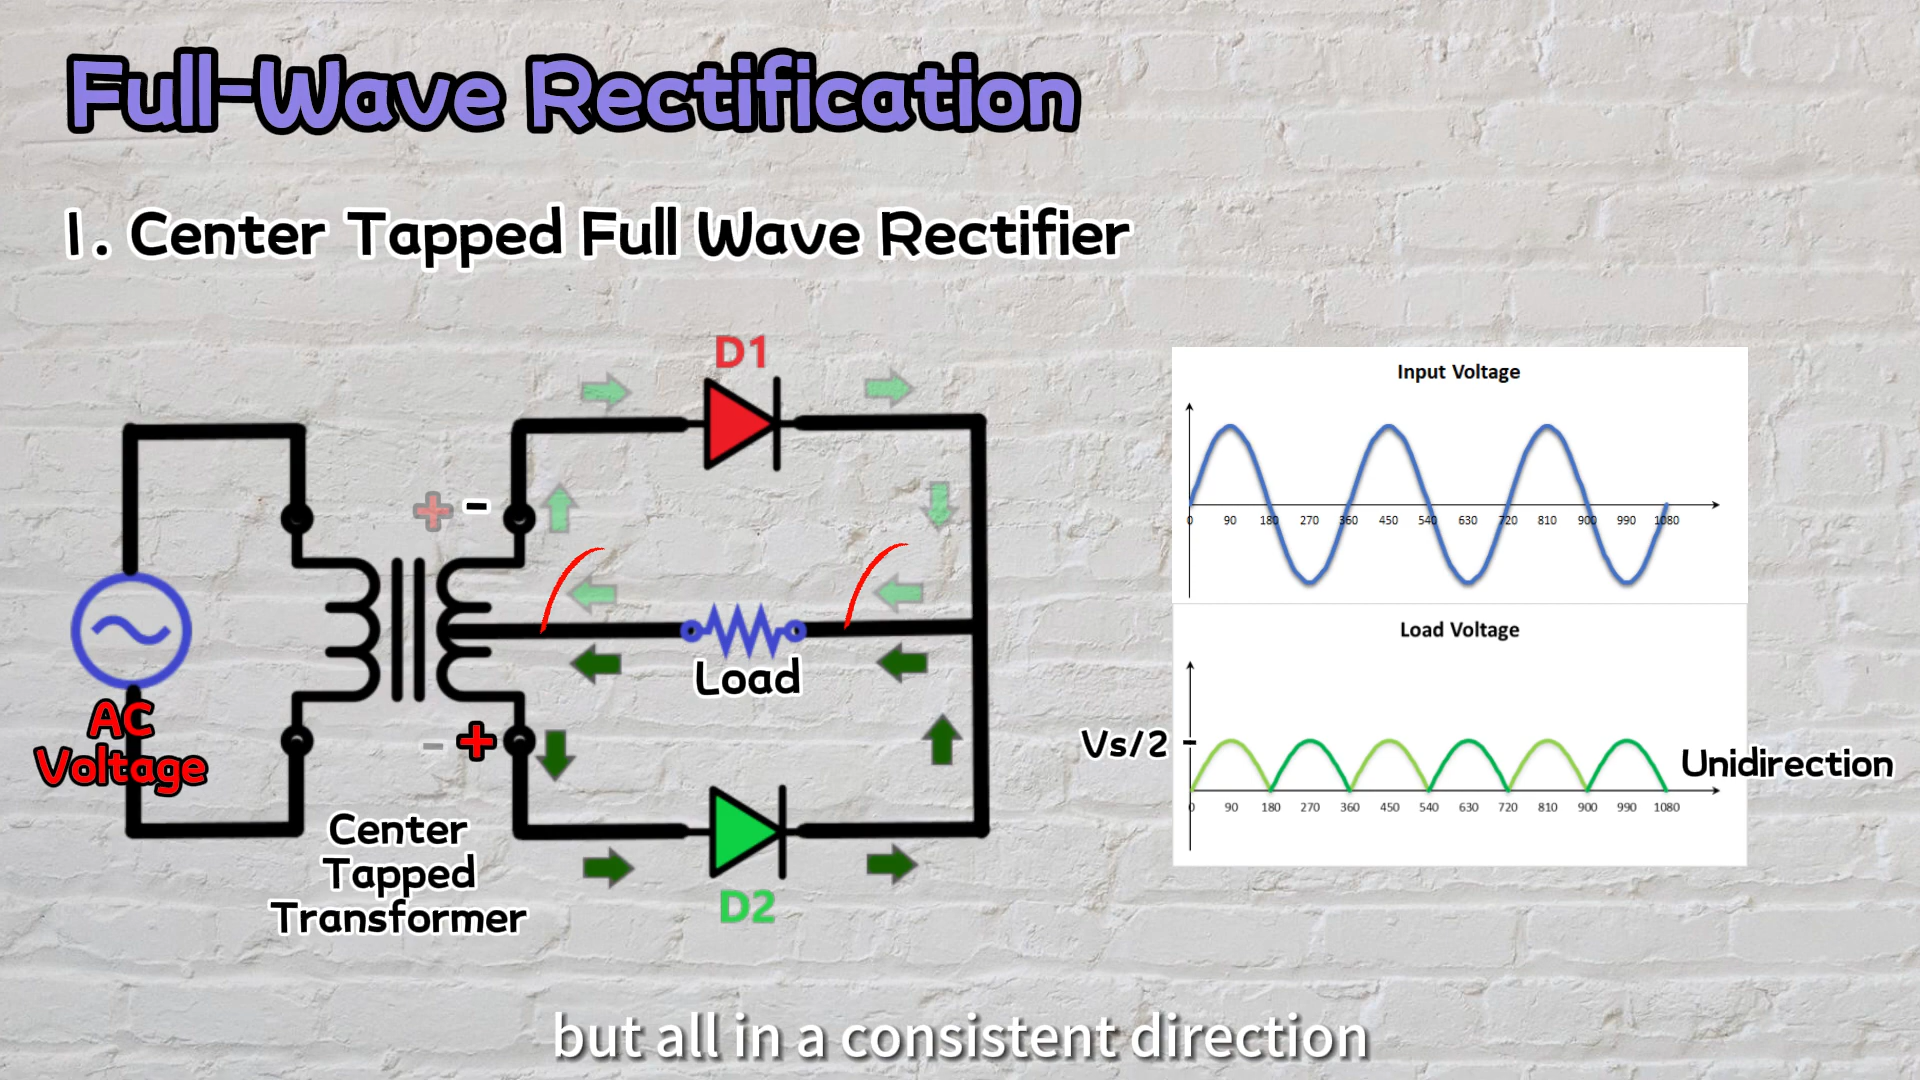 Full-Wave Rectification
1. Center Tapped Full Wave Rectifier
D1
+ -
AC
Voltage
Load
- +
Center
Tapped
Transformer
D2
Input Voltage
0 90 180 270 360 450 540 630 720 810 900 990 1080
Load Voltage
Vs/2
Unidirection
0 90 180 270 360 450 540 630 720 810 900 990 1080
but all in a consistent direction